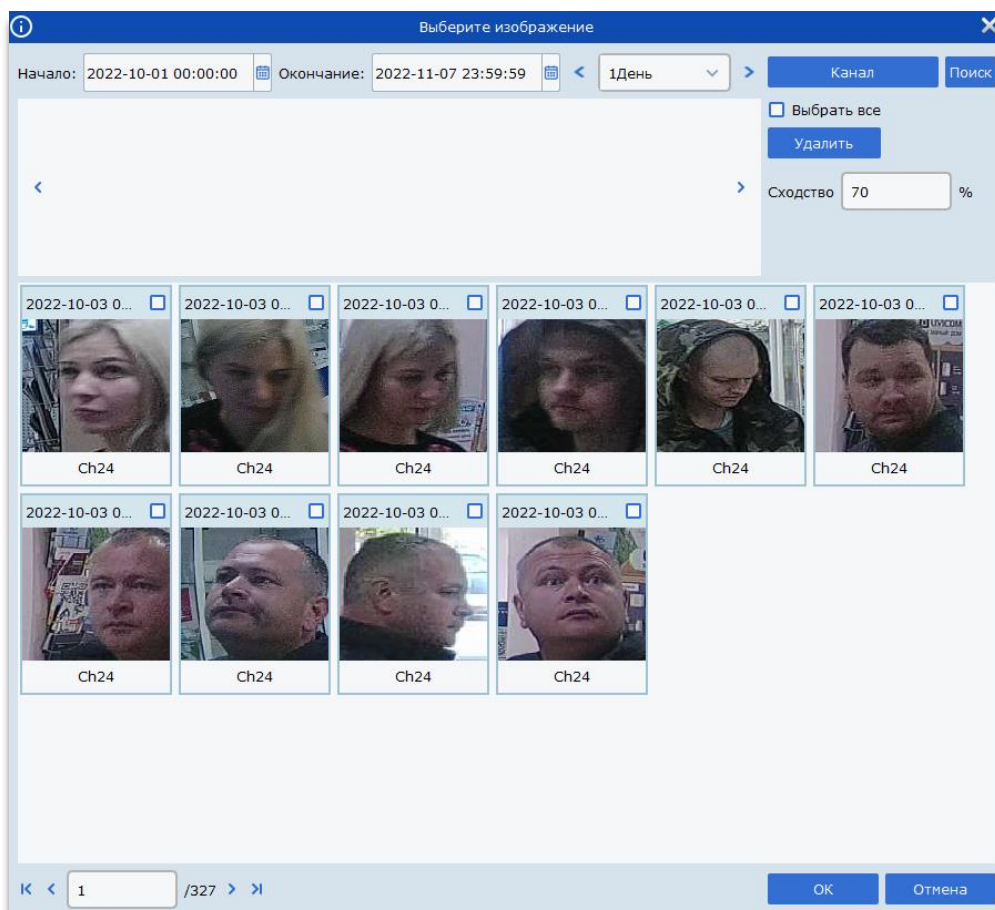 Выберите изображение
Начало: 2022-10-01 00:00:00 Окончание: 2022-11-07 23:59:59 1День Канал Поиск
Выбрать все
Удалить
Сходство 70 %
2022-10-03 0... 2022-10-03 0... 2022-10-03 0... 2022-10-03 0... 2022-10-03 0... 2022-10-03 0...
UVICOM
Ch24 Ch24 Ch24 Ch24 Ch24 Ch24
2022-10-03 0... 2022-10-03 0... 2022-10-03 0... 2022-10-03 0...
Ch24 Ch24 Ch24 Ch24
1 /327 ОК Отмена